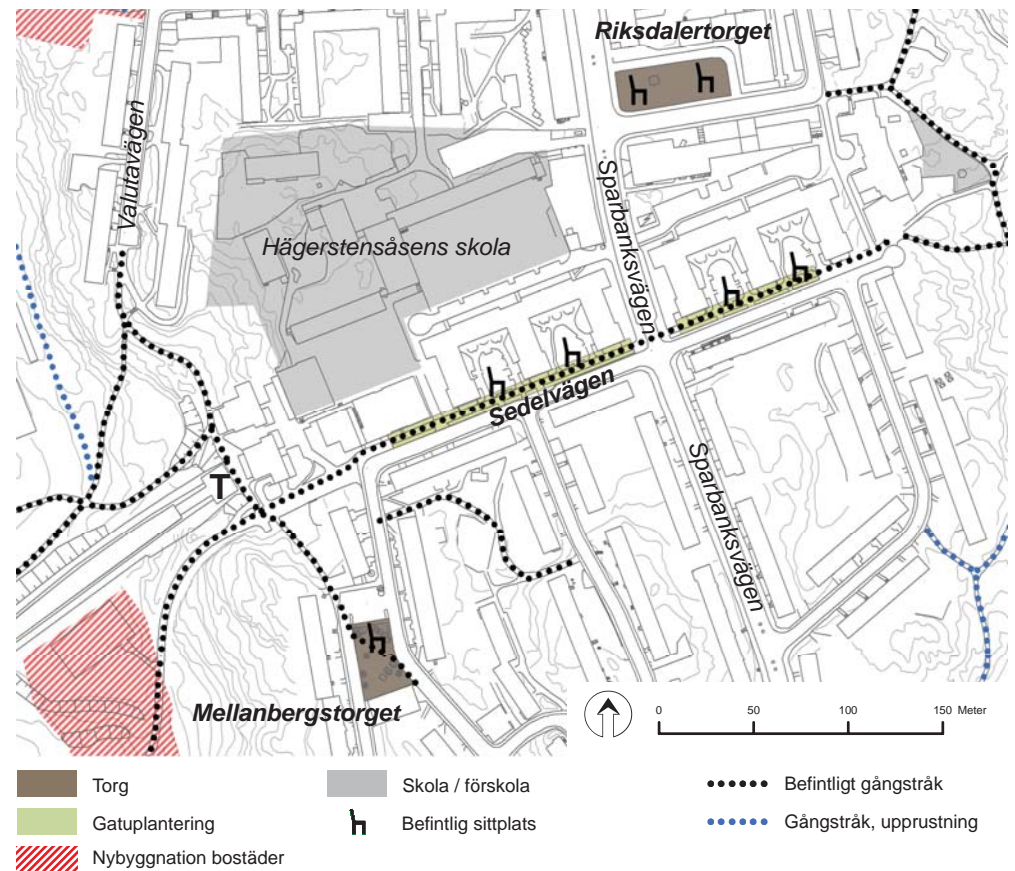 Riksdalertorget
Valutavägen
Sparbanksvägen
Hägerstensåsens skola
Sedelvägen
T
Sparbanksvägen
Mellanbergstorget
0 50 100 150 Meter
Torg
Gatuplantering
Nybyggnation bostäder
Skola / förskola
Befintlig sittplats
Befintligt gångstråk
Gångstråk, upprustning